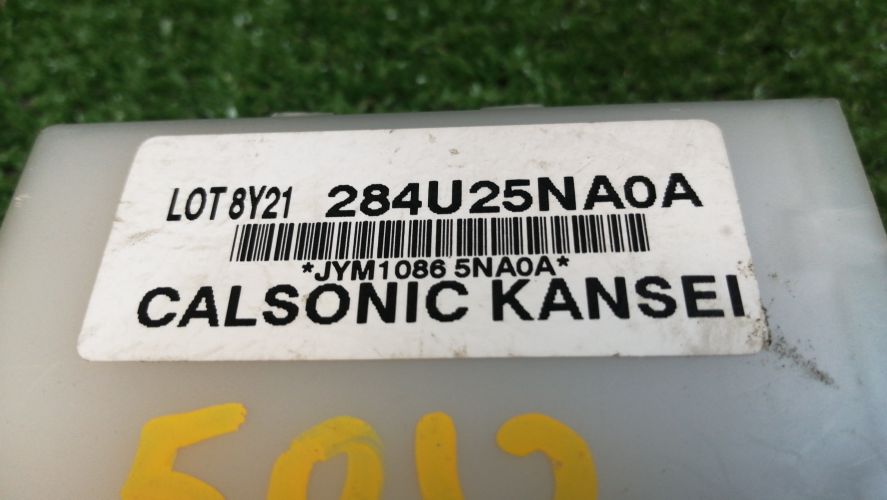 LOT 8Y21 284U25NA0A
*JYM1086 5NA0A*
CALSONIC KANSEI